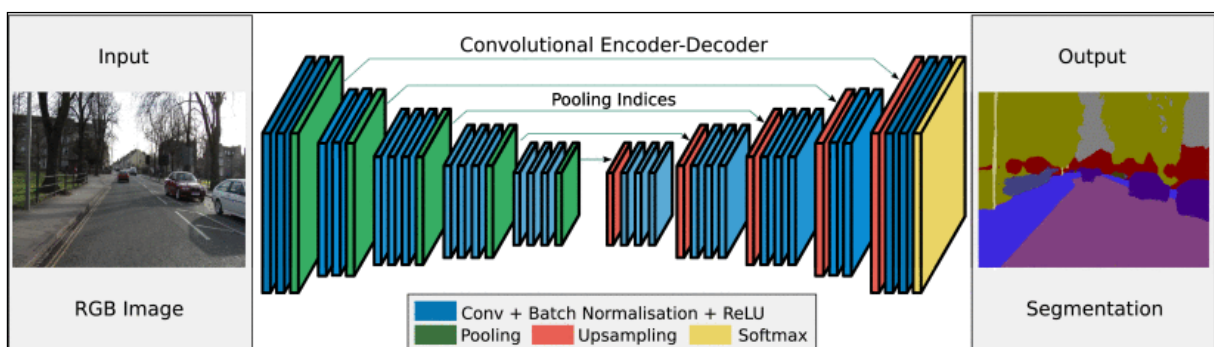 Input
RGB Image
Convolutional Encoder-Decoder
Pooling Indices
Conv + Batch Normalisation + ReLU
Pooling
Upsampling
Softmax
Output
Segmentation